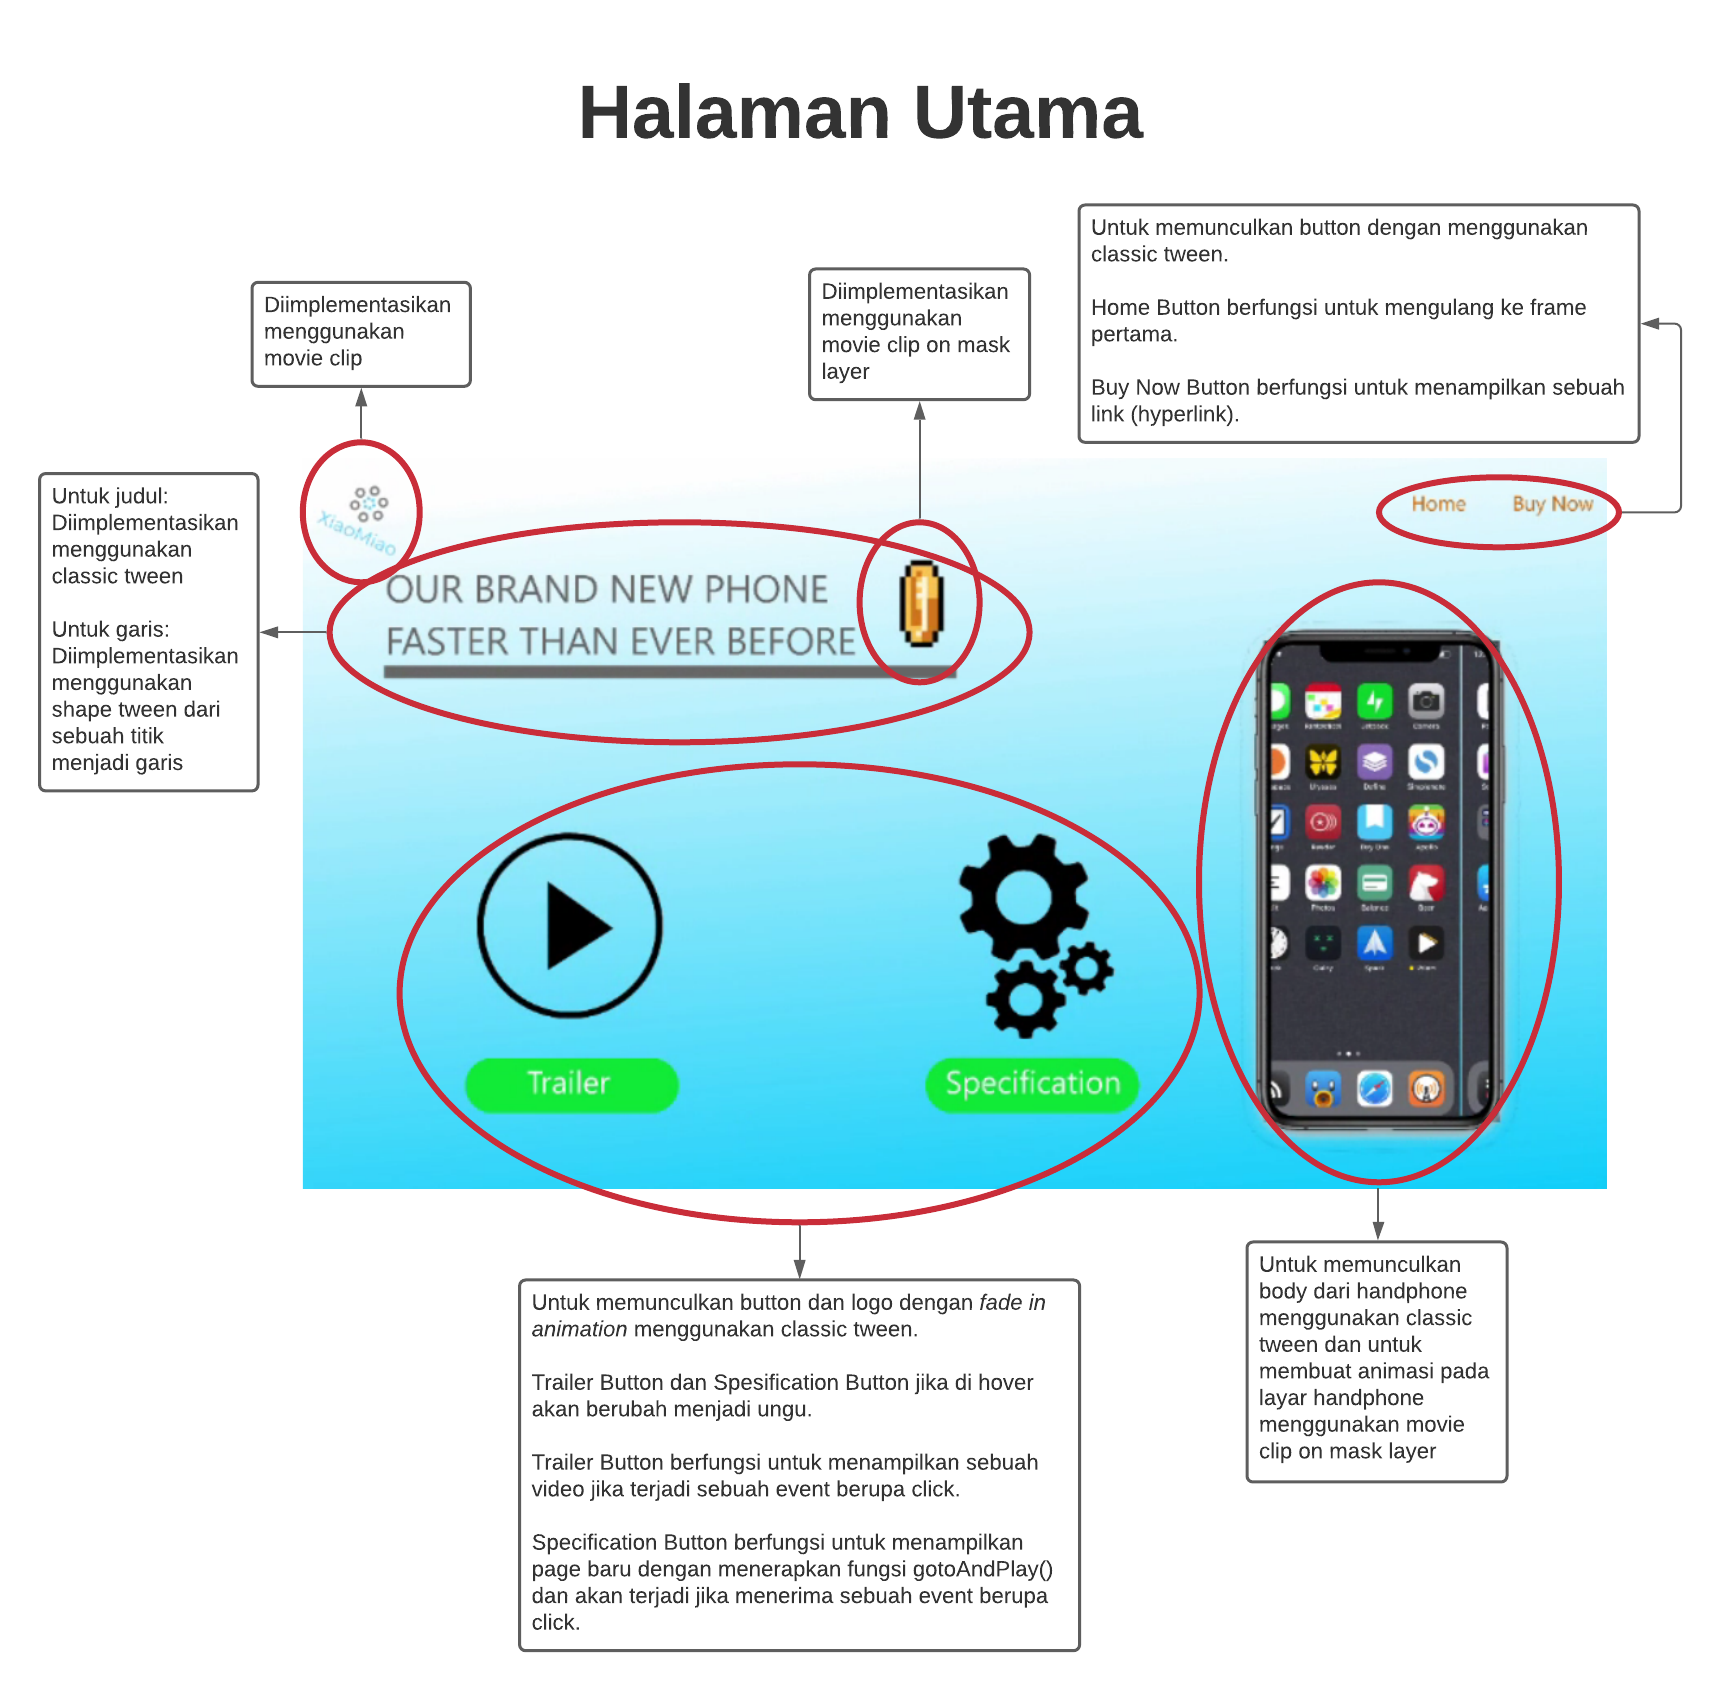 Halaman Utama
Untuk memunculkan button dengan menggunakan
classic tween.
Home Button berfungsi untuk mengulang ke frame
pertama.
Buy Now Button berfungsi untuk menampilkan sebuah
link (hyperlink).
Diimplementasikan
menggunakan
movie clip on mask
layer
Diimplementasikan
menggunakan
movie clip
Untuk judul:
Diimplementasikan
menggunakan
classic tween
Untuk garis:
Diimplementasikan
menggunakan
shape tween dari
sebuah titik
menjadi garis
XiaoMiao
Home Buy Now
OUR BRAND NEW PHONE
FASTER THAN EVER BEFORE
Camera
Ulysses Define
Photos Balance
Trailer
Specification
Untuk memunculkan button dan logo dengan fade in
animation menggunakan classic tween.
Trailer Button dan Spesification Button jika di hover
akan berubah menjadi ungu.
Trailer Button berfungsi untuk menampilkan sebuah
video jika terjadi sebuah event berupa click.
Specification Button berfungsi untuk menampilkan
page baru dengan menerapkan fungsi gotoAndPlay()
dan akan terjadi jika menerima sebuah event berupa
click.
Untuk memunculkan
body dari handphone
menggunakan classic
tween dan untuk
membuat animasi pada
layar handphone
menggunakan movie
clip on mask layer